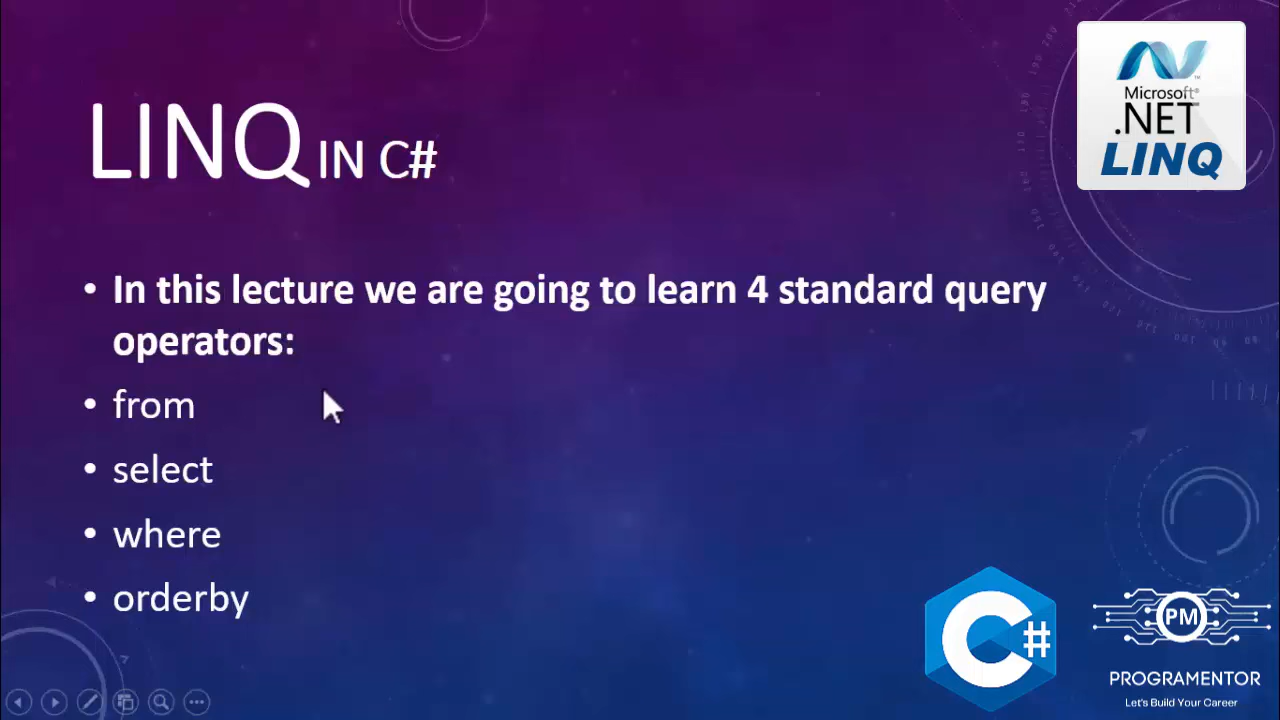 Microsoft®
.NET
LINQ
LINQ IN C#
• In this lecture we are going to learn 4 standard query
operators:
• from
• select
• where
• orderby
C#
PM
PROGRAMENTOR
Let's Build Your Career